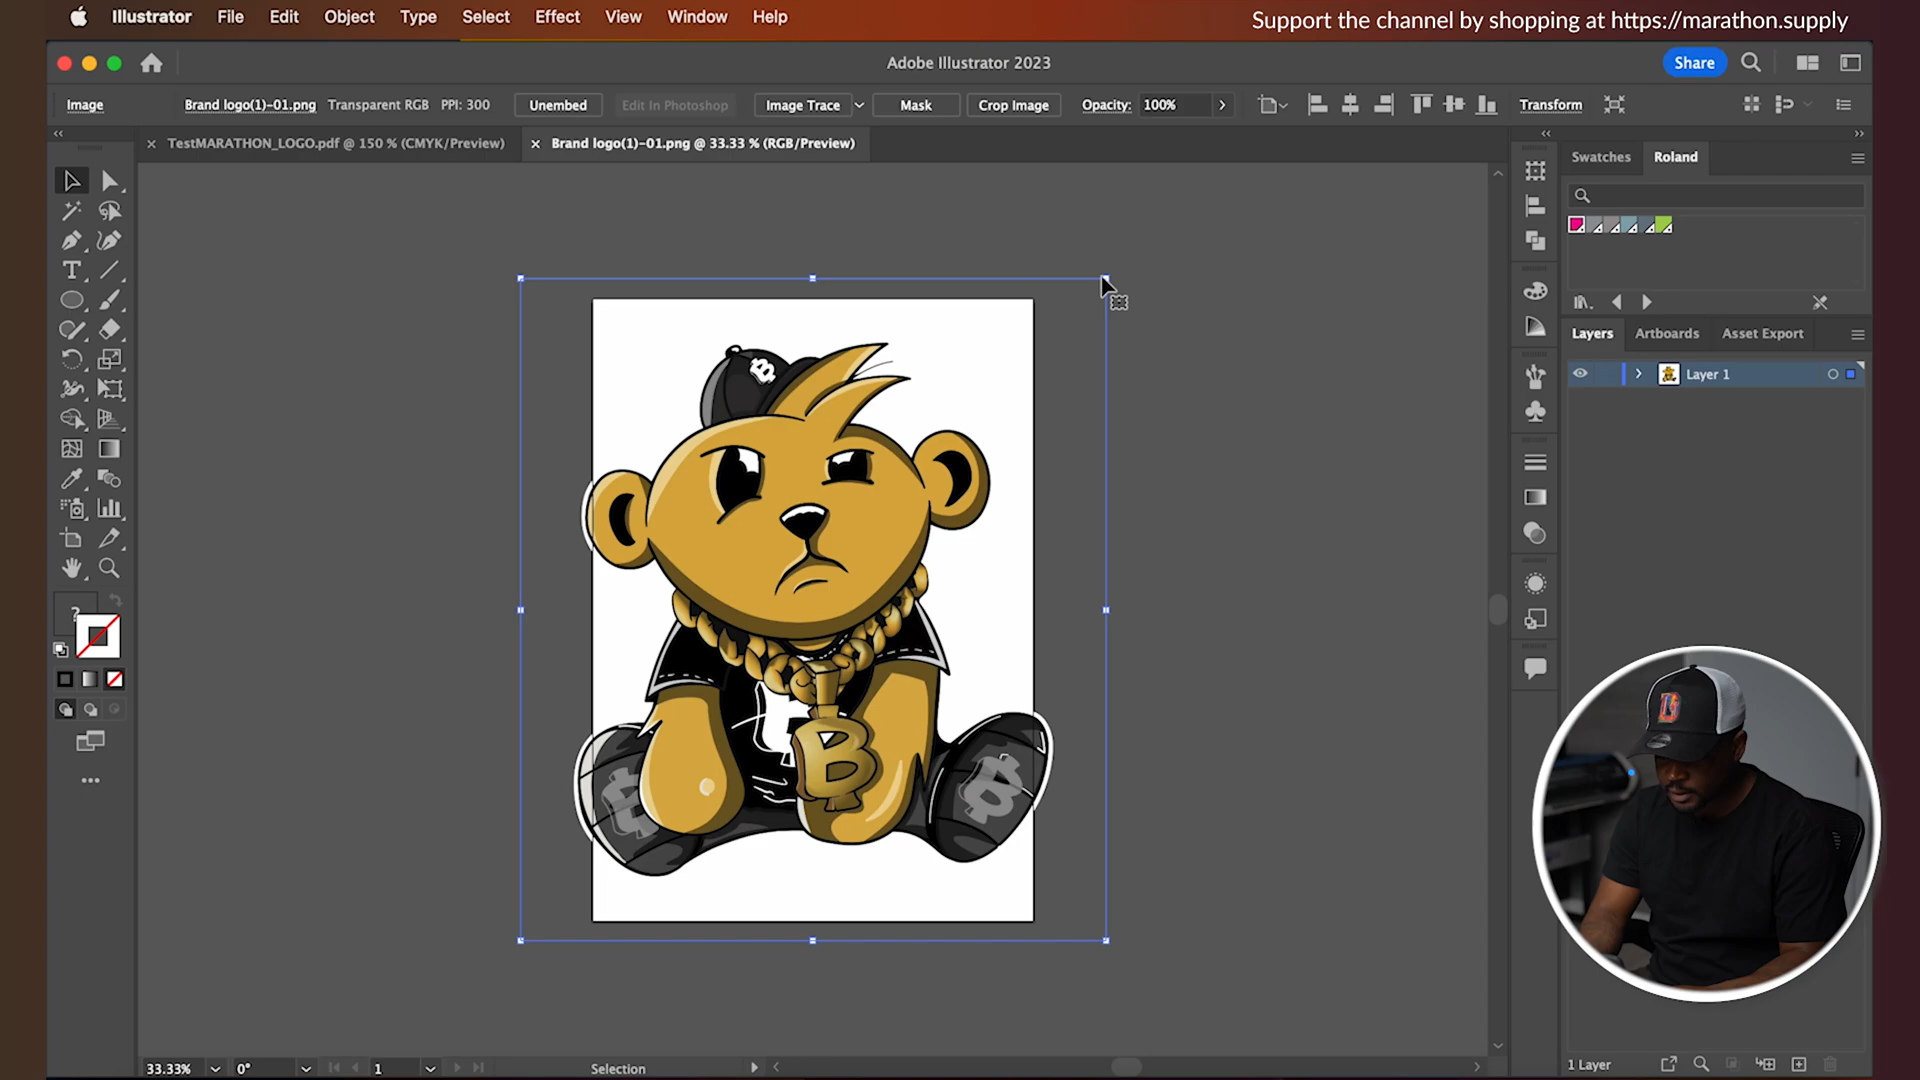 Illustrator File Edit Object Type Select Effect View Window Help
Support the channel by shopping at https://marathon.supply
Adobe Illustrator 2023
Share
Image
Brand logo(1)-01.png
Transparent RGB
PPI: 300
Unembed
Edit In Photoshop
Image Trace
Mask
Crop Image
Opacity:
100%
Transform
TestMARATHON_LOGO.pdf @ 150 % (CMYK/Preview)
Brand logo(1)-01.png @ 33.33 % (RGB/Preview)
Swatches
Roland
Layers
Artboards
Asset Export
Layer 1
?
33.33%
0°
1
Selection
1 Layer